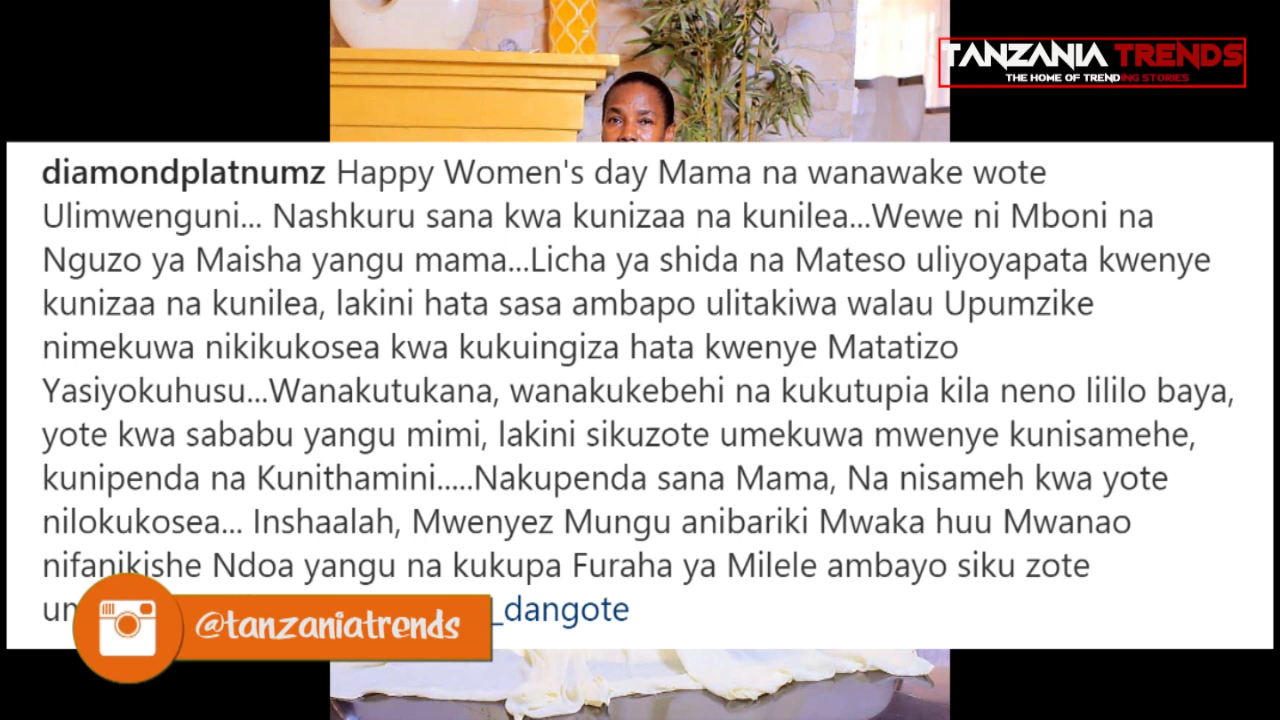 TANZANIA TRENDS
THE HOME OF TRENDING STORIES
diamondplatnumz Happy Women's day Mama na wanawake wote
Ulimwenguni... Nashkuru sana kwa kunizaa na kunilea...Wewe ni Mboni na
Nguzo ya Maisha yangu mama...Licha ya shida na Mateso uliyoyapata kwenye
kunizaa na kunilea, lakini hata sasa ambapo ulitakiwa walau Upumzike
nimekuwa nikikukosea kwa kukuingiza hata kwenye Matatizo
Yasiyokuhusu...Wanakutukana, wanakukebehi na kukutupia kila neno lililo baya,
yote kwa sababu yangu mimi, lakini sikuzote umekuwa mwenye kunisamehe,
kunipenda na Kunithamini.....Nakupenda sana Mama, Na nisameh kwa yote
nilokukosea... Inshaalah, Mwenyez Mungu anibariki Mwaka huu Mwanao
nifanikishe Ndoa yangu na kukupa Furaha ya Milele ambayo siku zote
_dangote
@tanzaniatrends